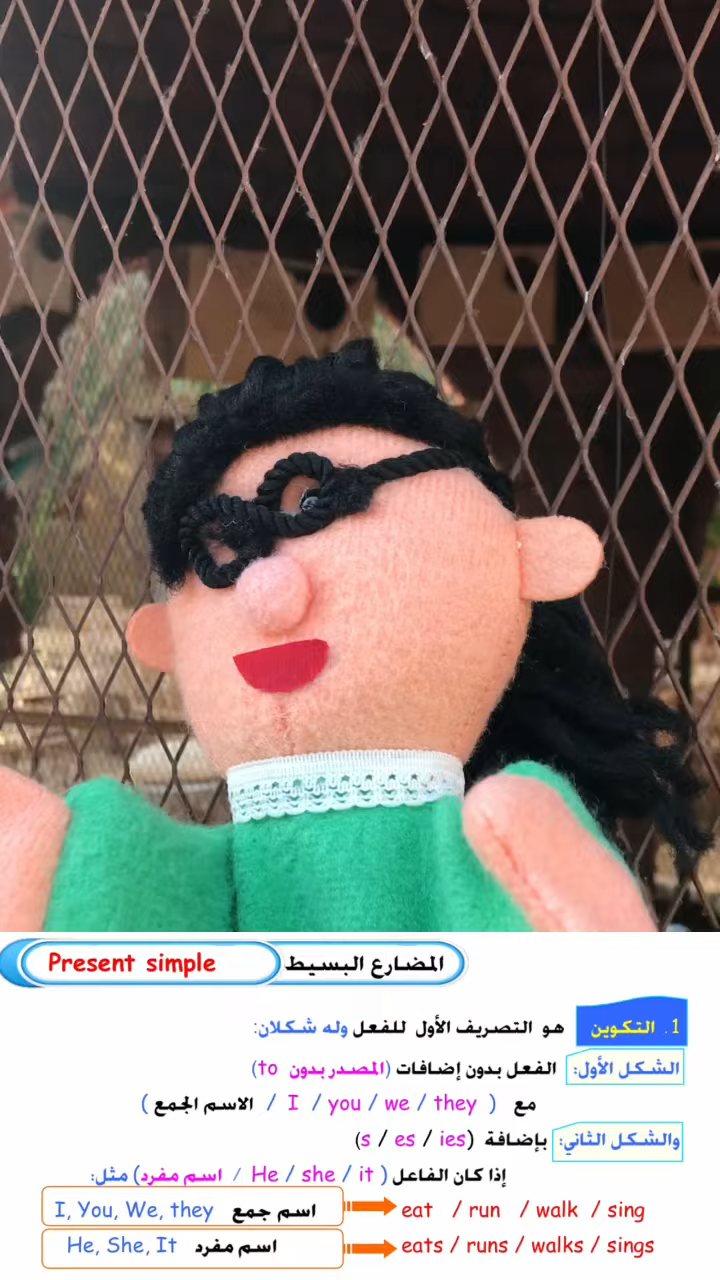 Present simple المضارع البسيط
1. التكوين هو التصريف الأول للفعل وله شكلان:
الشكل الأول: الفعل بدون إضافات (المصدر بدون to)
مع ( I / you / we / they / الاسم الجمع )
والشكل الثاني: بإضافة (s / es / ies)
إذا كان الفاعل ( He / she / it / اسم مفرد) مثل:
I, You, We, they اسم جمع eat / run / walk / sing
He, She, It اسم مفرد eats / runs / walks / sings